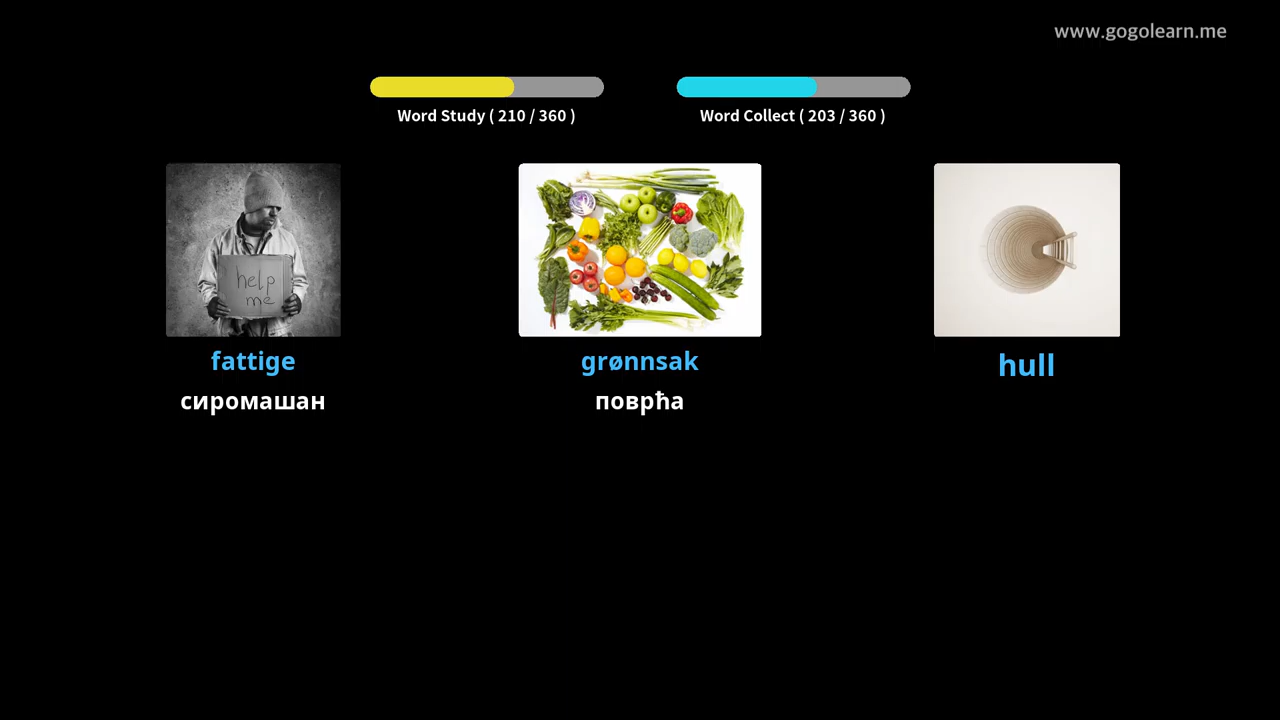 www.gogolearn.me
Word Study ( 210 / 360 )
Word Collect ( 203 / 360 )
help
me
fattige
grønnsak
hull
сиромашан
поврћа